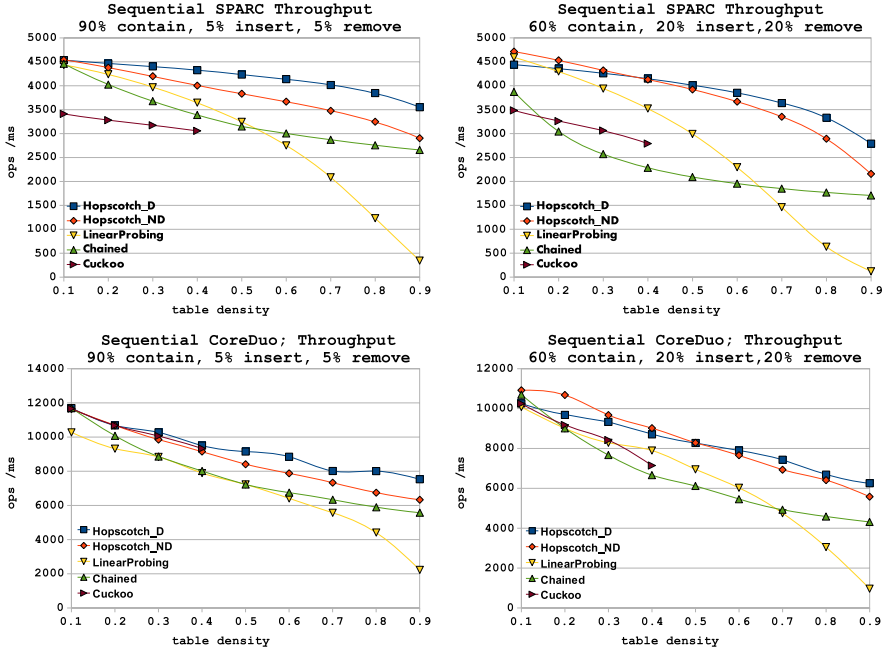 Sequential SPARC Throughput
90% contain, 5% insert, 5% remove
5000
4500
4000
3500
3000
2500
2000
1500
1000
500
0
ops /ms
Hopscotch_D
Hopscotch_ND
LinearProbing
Chained
Cuckoo
0.1 0.2 0.3 0.4 0.5 0.6 0.7 0.8 0.9
table density
Sequential SPARC Throughput
60% contain, 20% insert,20% remove
5000
4500
4000
3500
3000
2500
2000
1500
1000
500
0
ops /ms
Hopscotch_D
Hopscotch_ND
LinearProbing
Chained
Cuckoo
0.1 0.2 0.3 0.4 0.5 0.6 0.7 0.8 0.9
table density
Sequential CoreDuo; Throughput
90% contain, 5% insert, 5% remove
14000
12000
10000
8000
6000
4000
2000
0
ops /ms
Hopscotch_D
Hopscotch_ND
LinearProbing
Chained
Cuckoo
0.1 0.2 0.3 0.4 0.5 0.6 0.7 0.8 0.9
table density
Sequential CoreDuo; Throughput
60% contain, 20% insert,20% remove
12000
10000
8000
6000
4000
2000
0
ops /ms
Hopscotch_D
Hopscotch_ND
LinearProbing
Chained
Cuckoo
0.1 0.2 0.3 0.4 0.5 0.6 0.7 0.8 0.9
table density